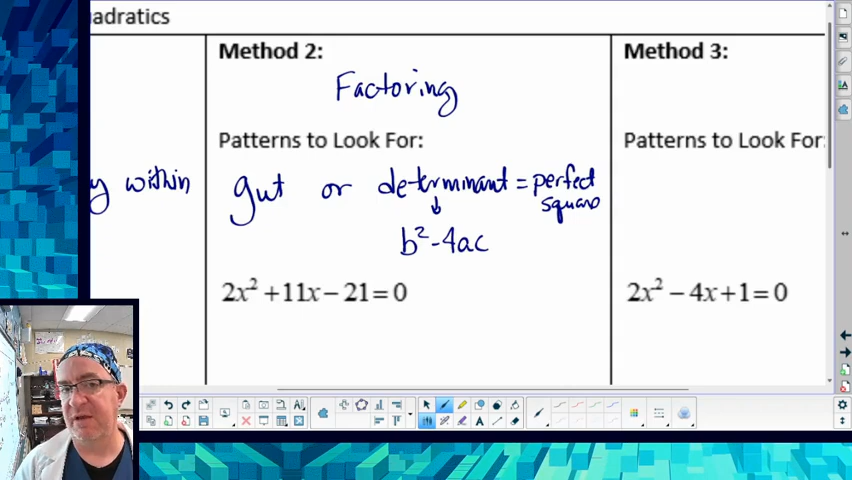 adratics
Method 2:
Method 3:
Factoring
Patterns to Look For:
Patterns to Look For:
within
gut or determinant = perfect
square
b²-4ac
2x² +11x − 21 = 0
2x² − 4x + 1 = 0